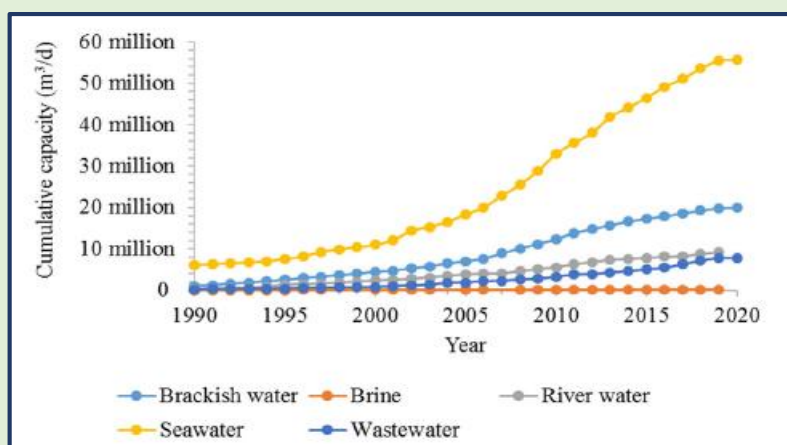 60 million
50 million
40 million
30 million
20 million
10 million
0
Cumulative capacity (m³/d)
1990 1995 2000 2005 2010 2015 2020
Year
Brackish water Brine River water
Seawater Wastewater